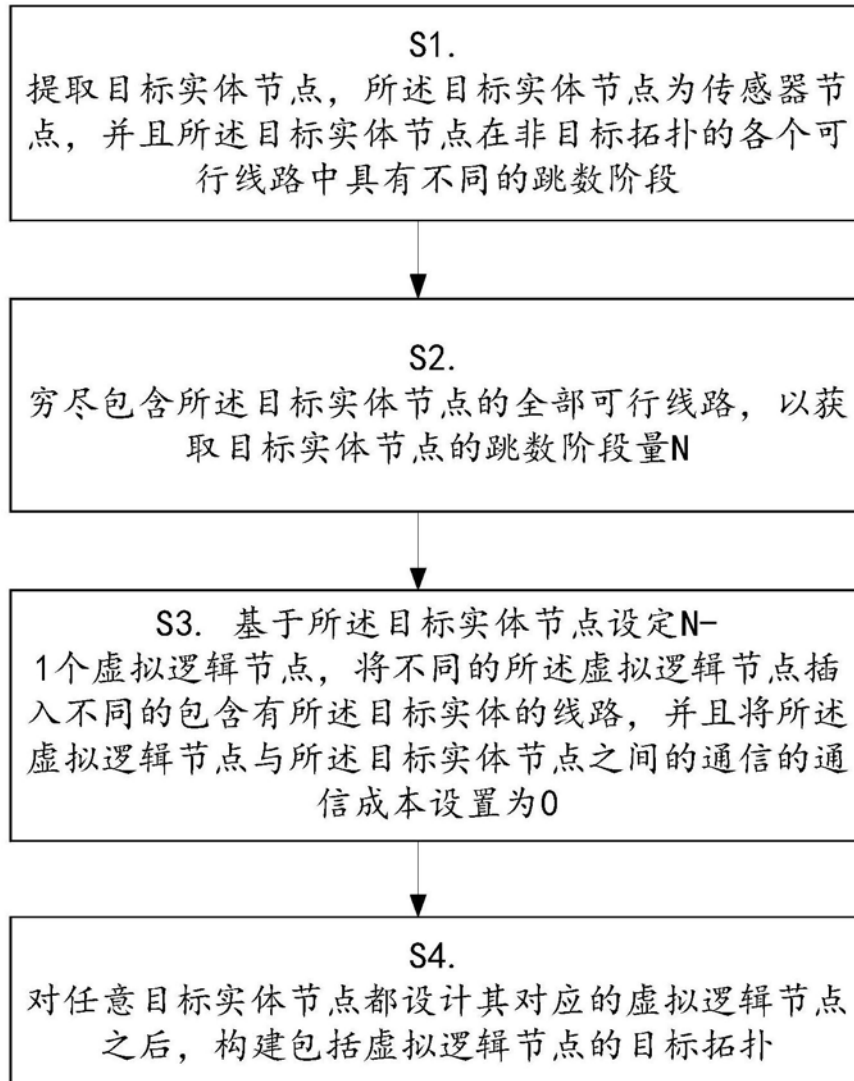 S1.
提取目标实体节点，所述目标实体节点为传感器节
点，并且所述目标实体节点在非目标拓扑的各个可
行线路中具有不同的跳数阶段
S2.
穷尽包含所述目标实体节点的全部可行线路，以获
取目标实体节点的跳数阶段量N
S3. 基于所述目标实体节点设定N-
1个虚拟逻辑节点，将不同的所述虚拟逻辑节点插
入不同的包含有所述目标实体的线路，并且将所述
虚拟逻辑节点与所述目标实体节点之间的通信的通
信成本设置为0
S4.
对任意目标实体节点都设计其对应的虚拟逻辑节点
之后，构建包括虚拟逻辑节点的目标拓扑